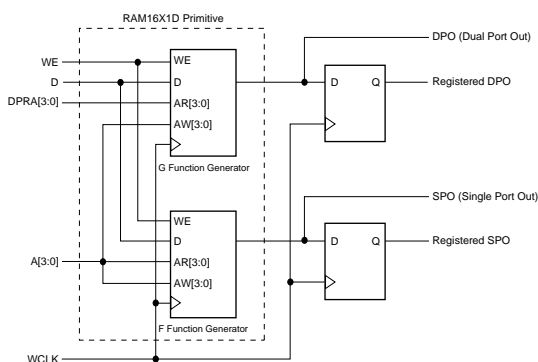 RAM16X1D Primitive
DPO (Dual Port Out)
WE
WE
D
D
D
Q
Registered DPO
DPRA[3:0]
AR[3:0]
AW[3:0]
G Function Generator
SPO (Single Port Out)
WE
D
D
Q
Registered SPO
A[3:0]
AR[3:0]
AW[3:0]
F Function Generator
WCLK